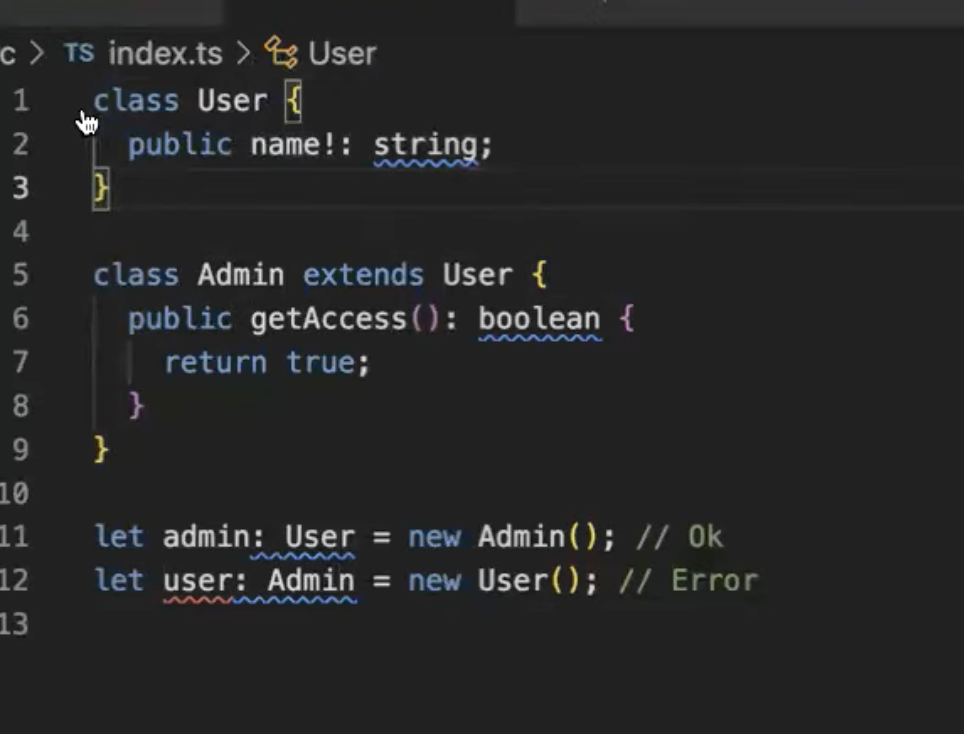 c > TS index.ts > User
1 class User {
2 public name!: string;
3 }
4
5 class Admin extends User {
6 public getAccess(): boolean {
7 return true;
8 }
9 }
10
11 let admin: User = new Admin(); // Ok
12 let user: Admin = new User(); // Error
13